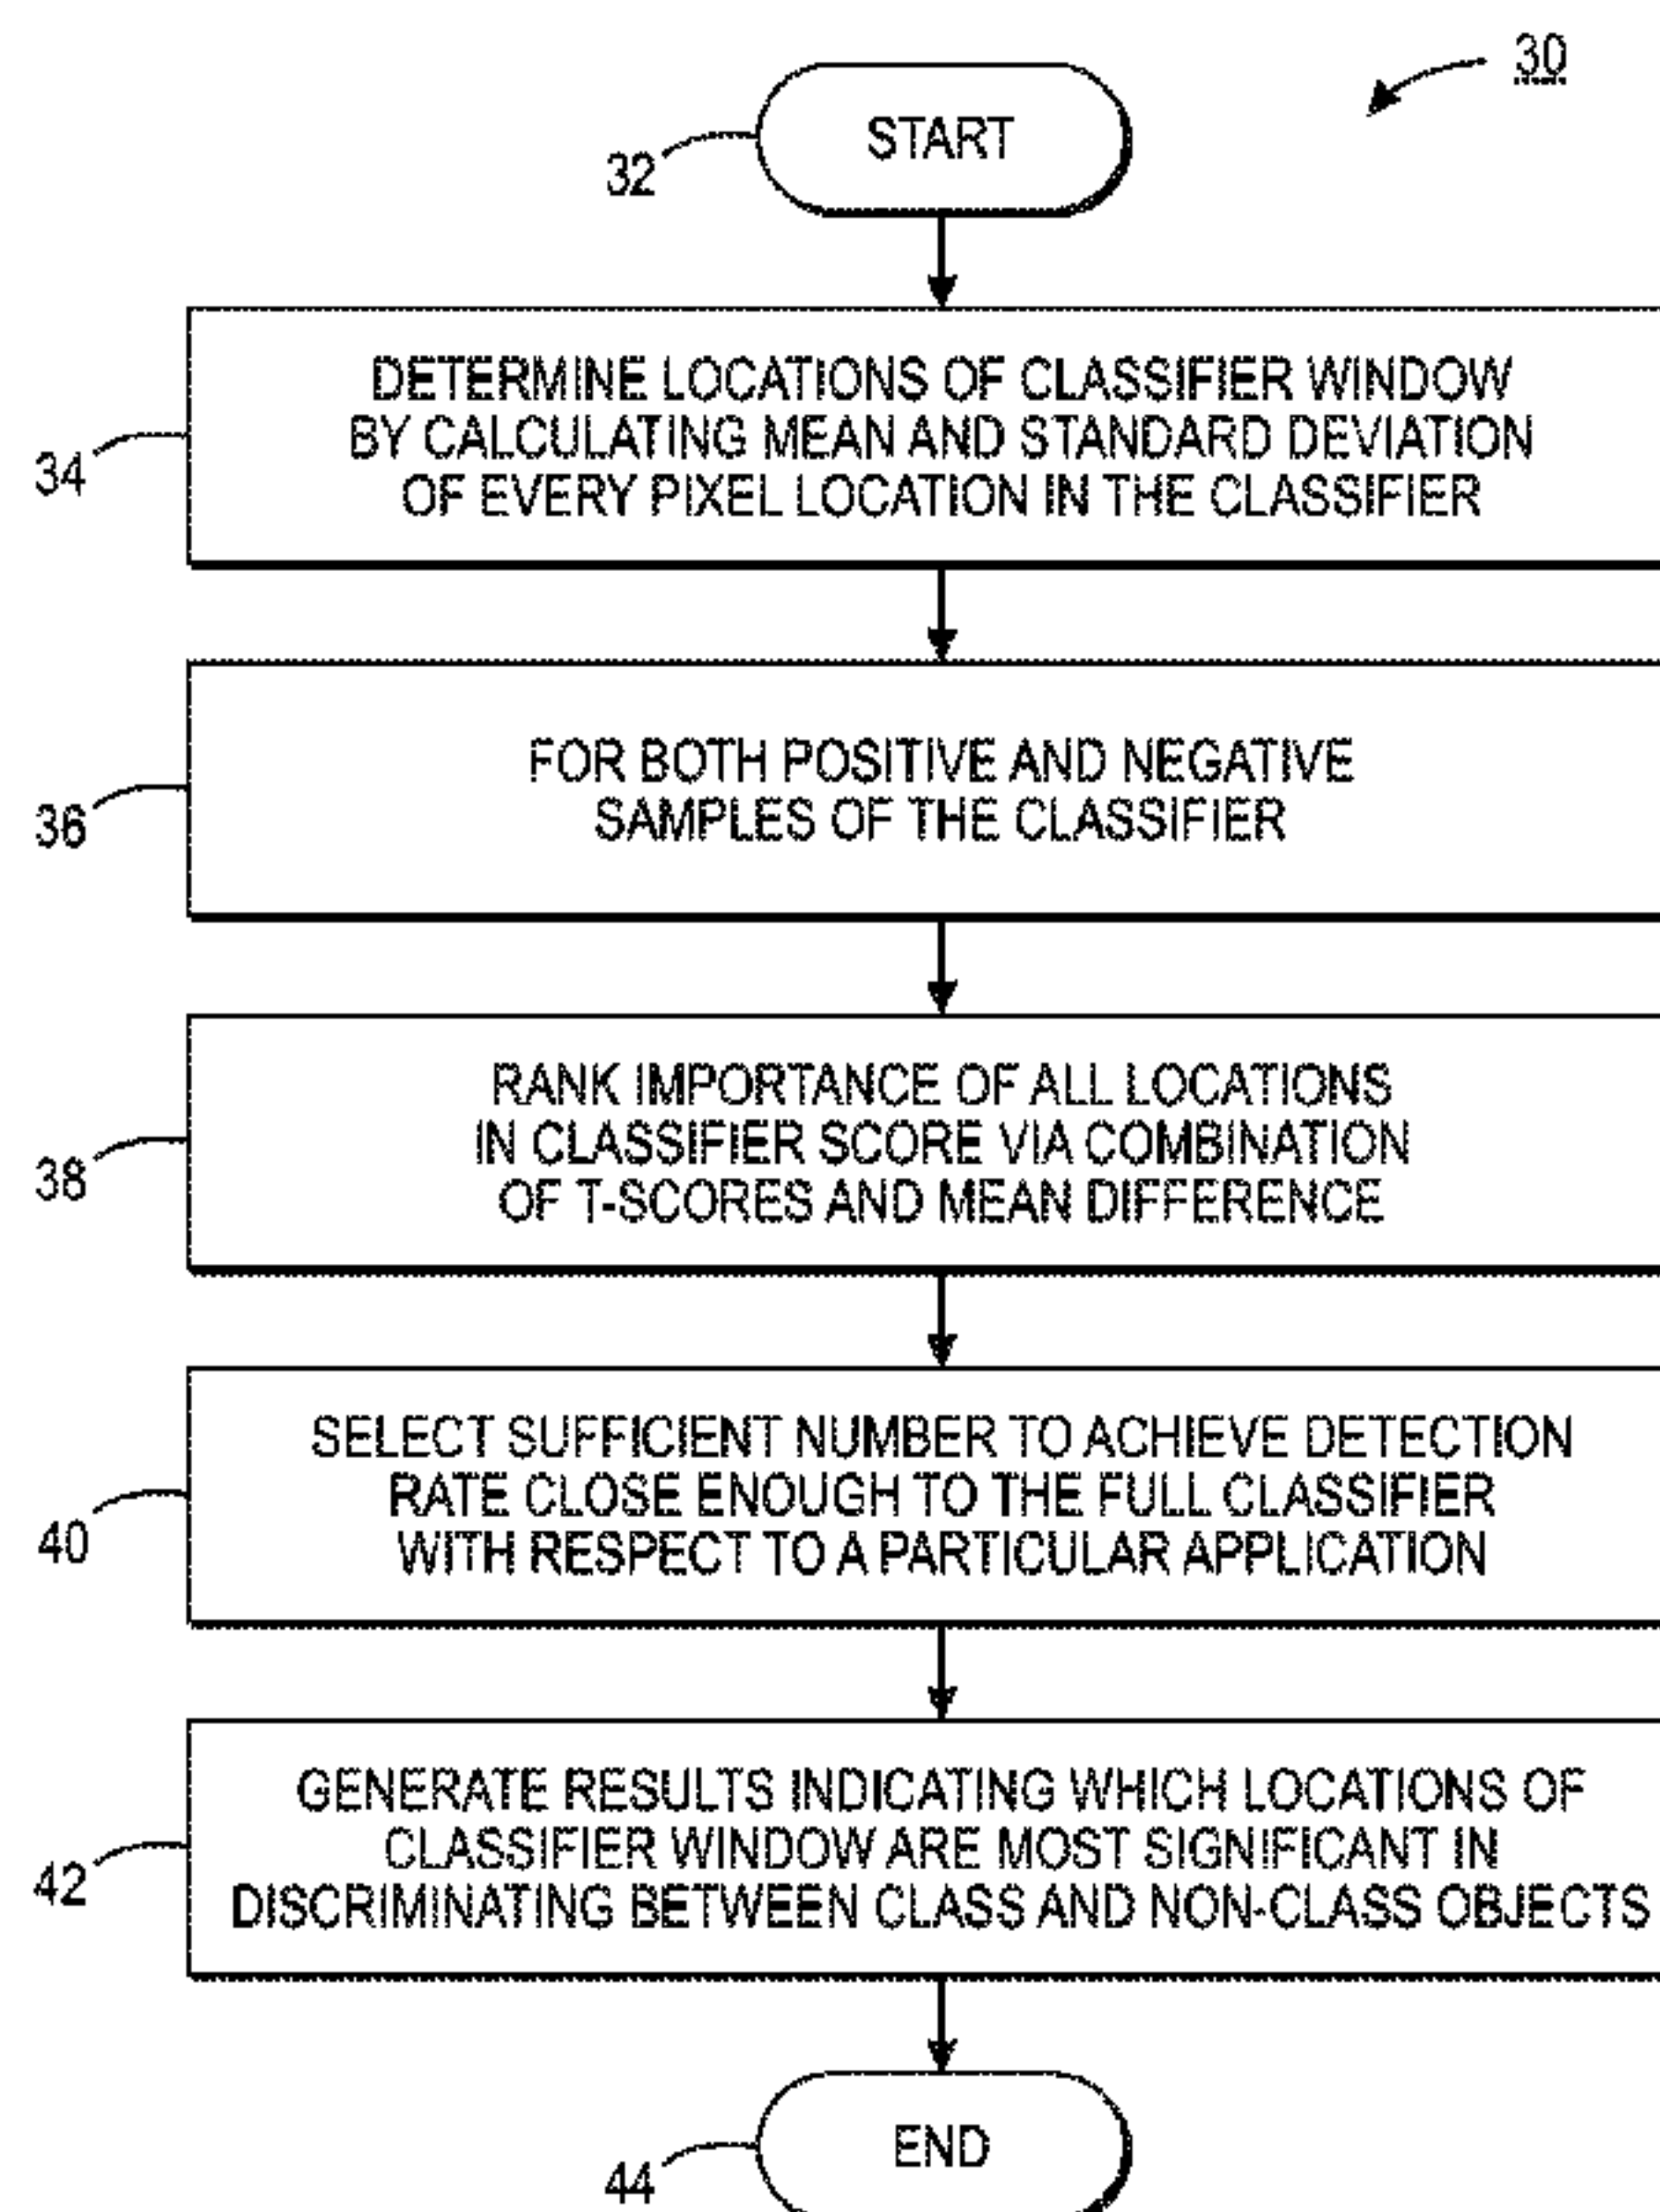 30
START
32
DETERMINE LOCATIONS OF CLASSIFIER WINDOW
BY CALCULATING MEAN AND STANDARD DEVIATION
OF EVERY PIXEL LOCATION IN THE CLASSIFIER
34
FOR BOTH POSITIVE AND NEGATIVE
SAMPLES OF THE CLASSIFIER
36
RANK IMPORTANCE OF ALL LOCATIONS
IN CLASSIFIER SCORE VIA COMBINATION
OF T-SCORES AND MEAN DIFFERENCE
38
SELECT SUFFICIENT NUMBER TO ACHIEVE DETECTION
RATE CLOSE ENOUGH TO THE FULL CLASSIFIER
WITH RESPECT TO A PARTICULAR APPLICATION
40
GENERATE RESULTS INDICATING WHICH LOCATIONS OF
CLASSIFIER WINDOW ARE MOST SIGNIFICANT IN
DISCRIMINATING BETWEEN CLASS AND NON-CLASS OBJECTS
42
END
44